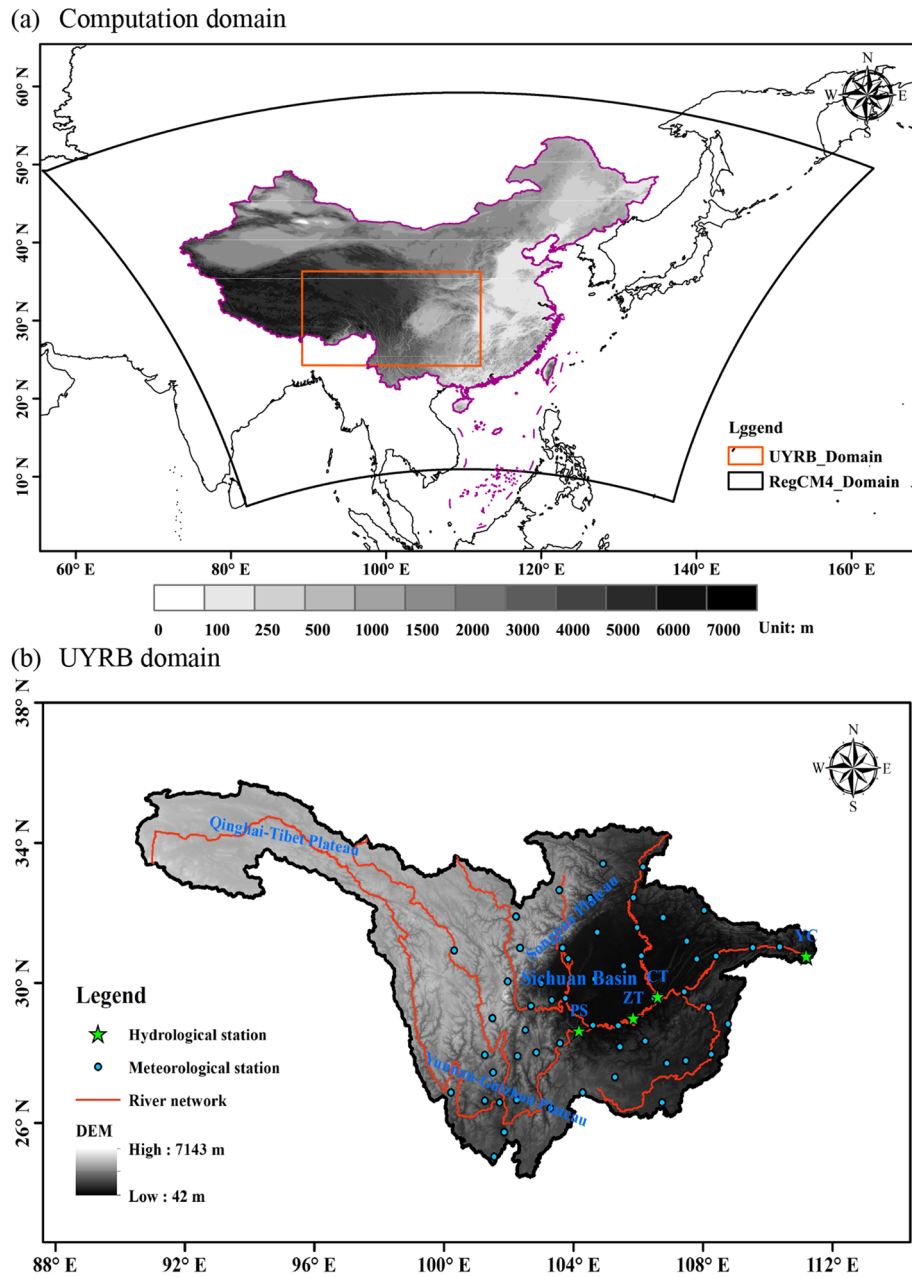 (a) Computation domain
N
W E
S
60° N
50° N
40° N
30° N
20° N
10° N
Lggend
UYRB_Domain
RegCM4_Domain
60° E 80° E 100° E 120° E 140° E 160° E
0 100 250 500 1000 1500 2000 3000 4000 5000 6000 7000 Unit: m
(b) UYRB domain
38° N
34° N
30° N
26° N
N
W E
S
Qinghai-Tibet Plateau
Songpan Plateau
YC
Sichuan Basin CT
ZT
PS
Yunnan-Guizhou Plateau
Legend
Hydrological station
Meteorological station
River network
DEM
High : 7143 m
Low : 42 m
88° E 92° E 96° E 100° E 104° E 108° E 112° E